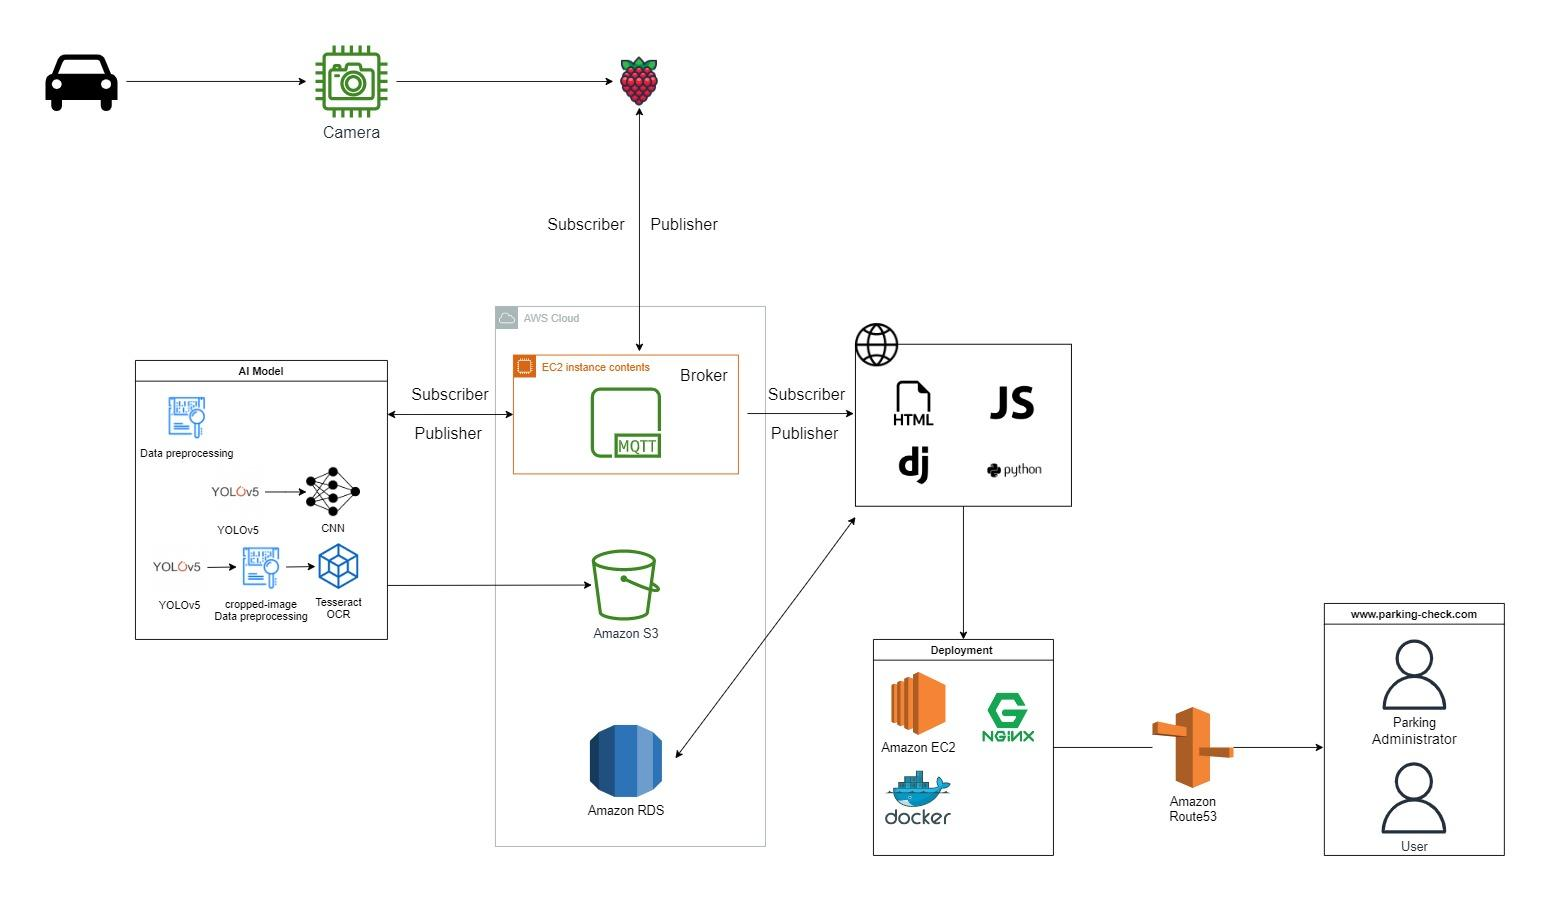 Camera
Subscriber
Publisher
AWS Cloud
EC2 instance contents
Broker
MQTT
Subscriber
Publisher
Subscriber
Publisher
AI Model
Data preprocessing
YOLOv5
YOLOv5
CNN
YOLOv5
YOLOv5
cropped-image
Data preprocessing
Tesseract
OCR
Amazon S3
Amazon RDS
HTML
JS
dj
python
Deployment
Amazon EC2
G
NGiNX
docker
Amazon
Route53
www.parking-check.com
Parking
Administrator
User